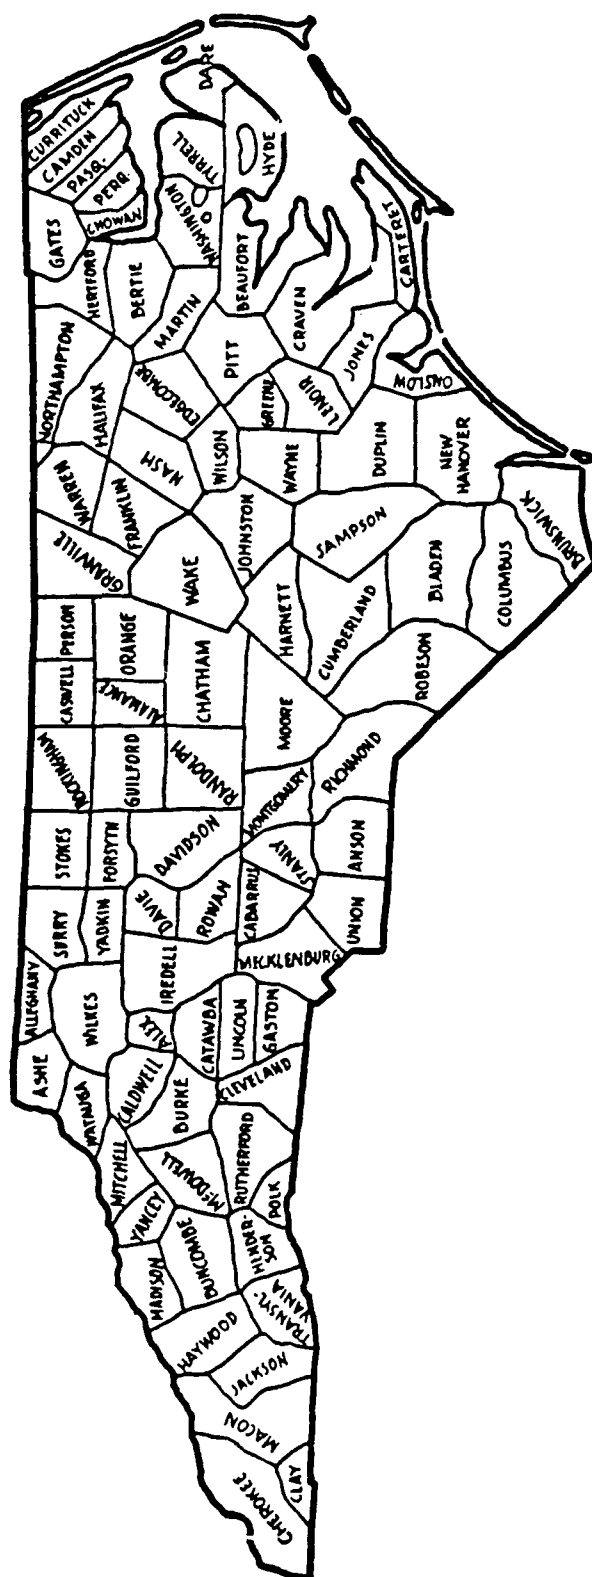 CHEROKEE
CLAY
MACON
JACKSON
HAYWOOD
TRANSYL-
VANIA
MADISON
BUNCOMBE
HENDER-
SON
YANCEY
MITCHELL
McDOWELL
RUTHERFORD
POLK
WATAUGA
ASHE
ALLEGHANY
CALDWELL
BURKE
CLEVELAND
WILKES
ALEX.
CATAWBA
LINCOLN
GASTON
SURRY
YADKIN
IREDELL
DAVIE
ROWAN
MECKLENBURG
CABARRUS
UNION
STOKES
FORSYTH
DAVIDSON
STANLY
ANSON
ROCKINGHAM
GUILFORD
RANDOLPH
MONTGOMERY
RICHMOND
CASWELL
ALAMANCE
CHATHAM
MOORE
PERSON
ORANGE
ROBESON
GRANVILLE
WAKE
HARNETT
CUMBERLAND
BLADEN
COLUMBUS
BRUNSWICK
WARREN
FRANKLIN
JOHNSTON
SAMPSON
NORTHAMPTON
HALIFAX
NASH
WILSON
WAYNE
DUPLIN
NEW
HANOVER
EDGECOMBE
GREENE
LENOIR
JONES
ONSLOW
HERTFORD
BERTIE
MARTIN
PITT
CRAVEN
CARTERET
GATES
CHOWAN
PERQ.
PASQ.
CAMDEN
CURRITUCK
WASHINGTON
TYRRELL
BEAUFORT
HYDE
DARE